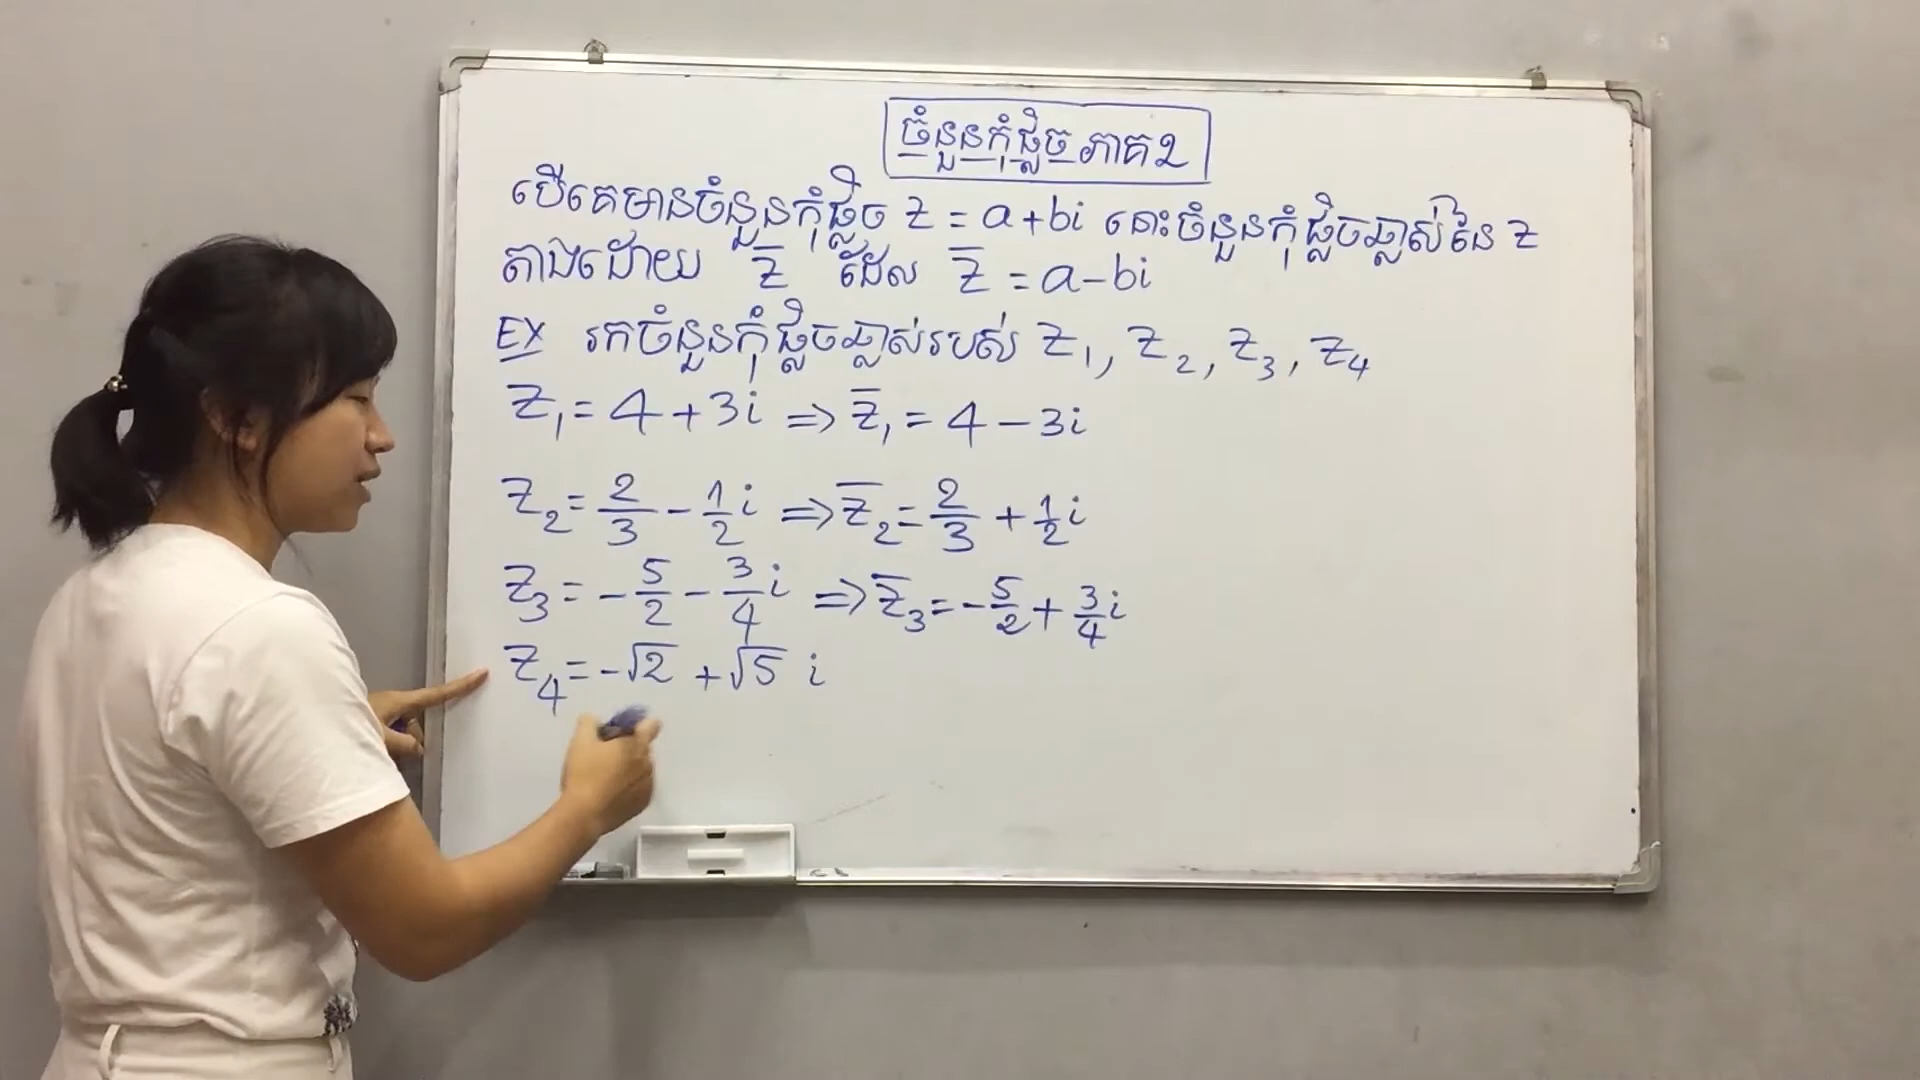 ចំនួនកុំផ្លិច ភាគ២
បើគេមានចំនួនកុំផ្លិច z = a+bi នោះចំនួនកុំផ្លិចឆ្លាស់នៃ z
តាងដោយ z̅ ដែល z̅ = a-bi
EX រកចំនួនកុំផ្លិចឆ្លាស់របស់ z₁, z₂, z₃, z₄
z₁ = 4+3i ⇒ z̅₁ = 4-3i
z₂ = 2/3 - 1/2 i ⇒ z̅₂ = 2/3 + 1/2 i
z₃ = -5/2 - 3/4 i ⇒ z̅₃ = -5/2 + 3/4 i
z₄ = -√2 + √5 i